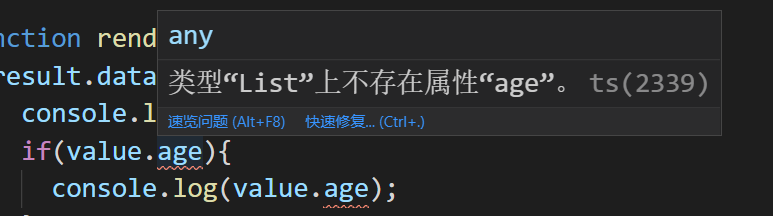 nction rend
any
result.data
类型“List”上不存在属性“age”。 ts(2339)
console.l
速览问题 (Alt+F8) 快速修复... (Ctrl+.)
if(value.age){
console.log(value.age);